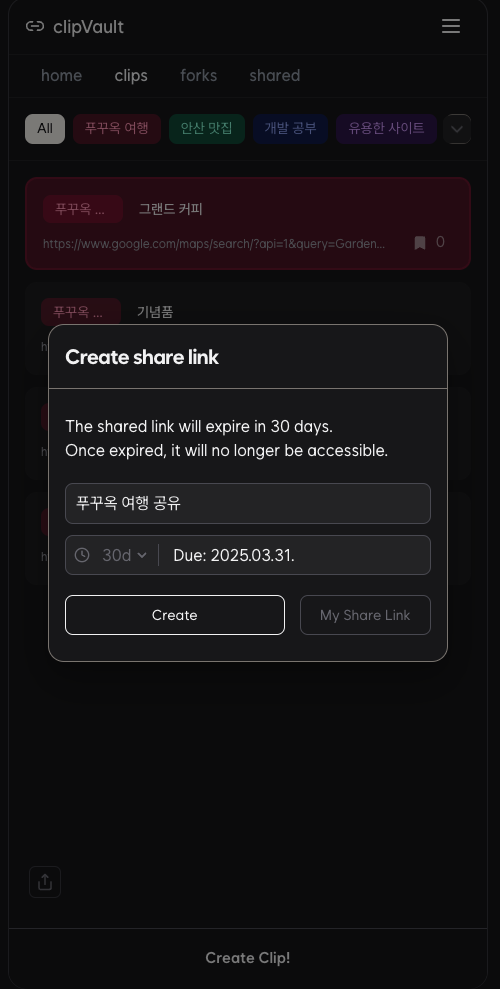 clipVault
home clips forks shared
All 푸꾸옥 여행 안산 맛집 개발 공부 유용한 사이트
푸꾸옥 ... 그랜드 커피
https://www.google.com/maps/search/?api=1&query=Garden... 0
푸꾸옥 ... 기념품
Create share link
The shared link will expire in 30 days.
Once expired, it will no longer be accessible.
푸꾸옥 여행 공유
30d Due: 2025.03.31.
Create My Share Link
Create Clip!